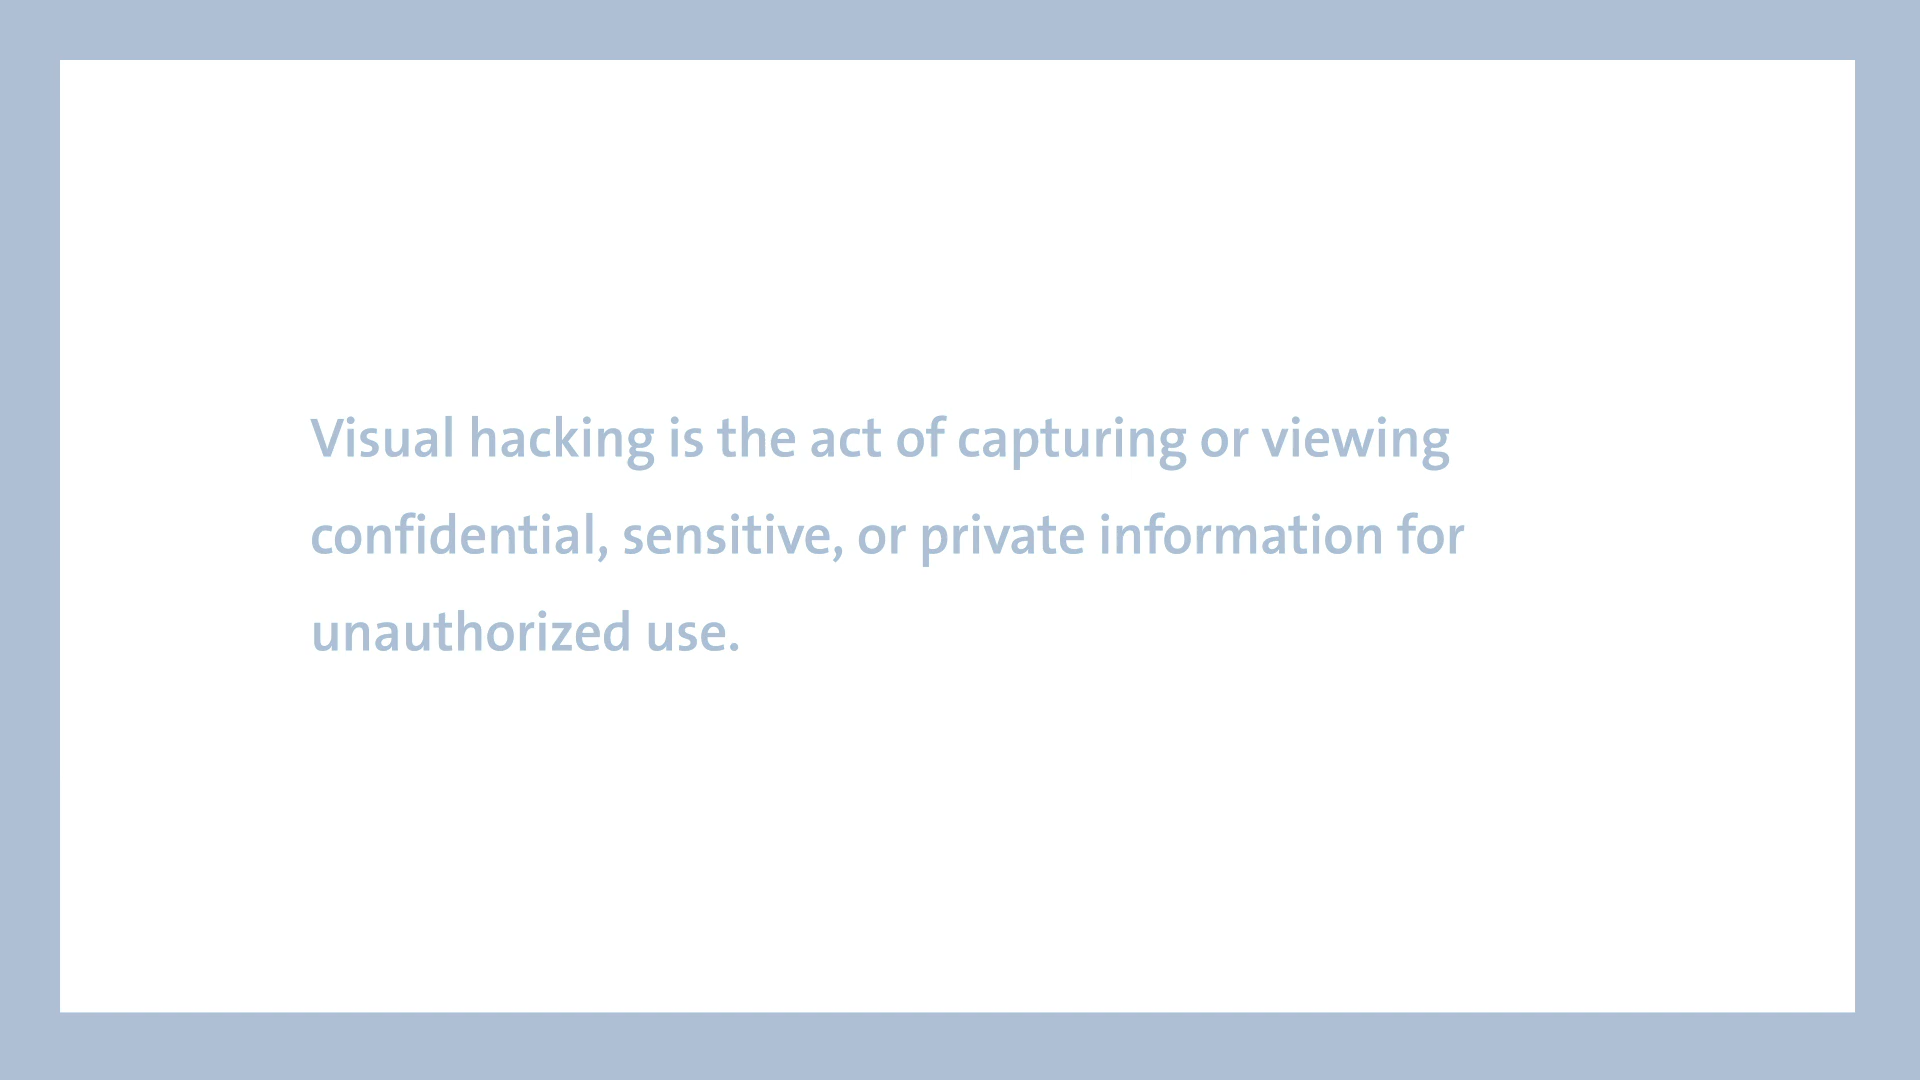 Visual hacking is the act of capturing or viewing
confidential, sensitive, or private information for
unauthorized use.